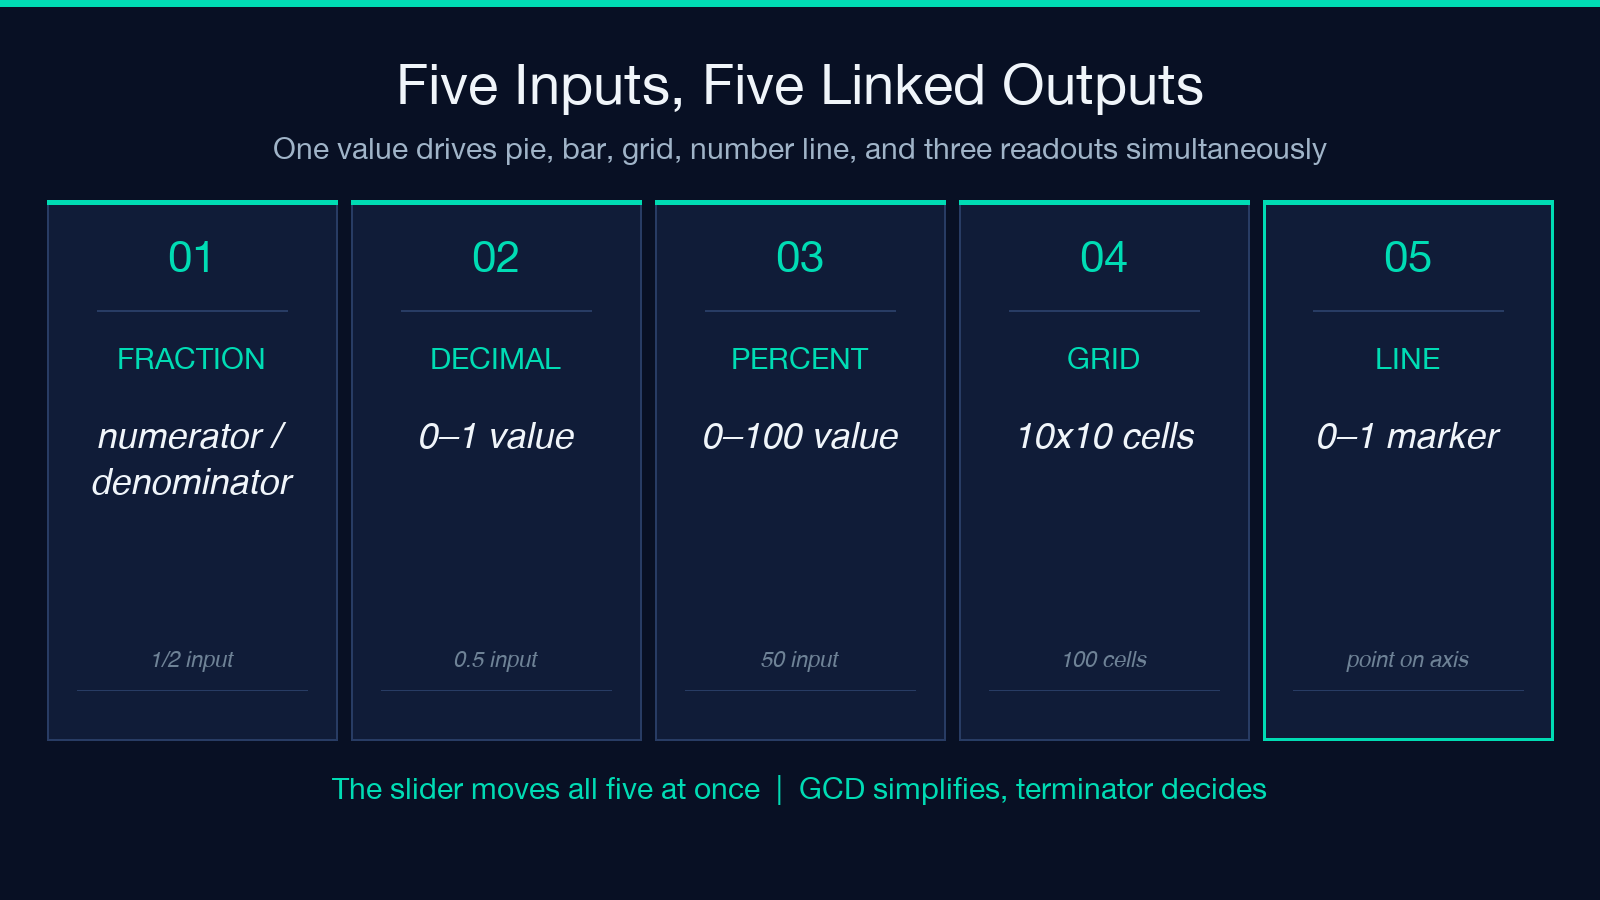 Five Inputs, Five Linked Outputs
One value drives pie, bar, grid, number line, and three readouts simultaneously
01
FRACTION
numerator /
denominator
1/2 input
02
DECIMAL
0–1 value
0.5 input
03
PERCENT
0–100 value
50 input
04
GRID
10x10 cells
100 cells
05
LINE
0–1 marker
point on axis
The slider moves all five at once | GCD simplifies, terminator decides